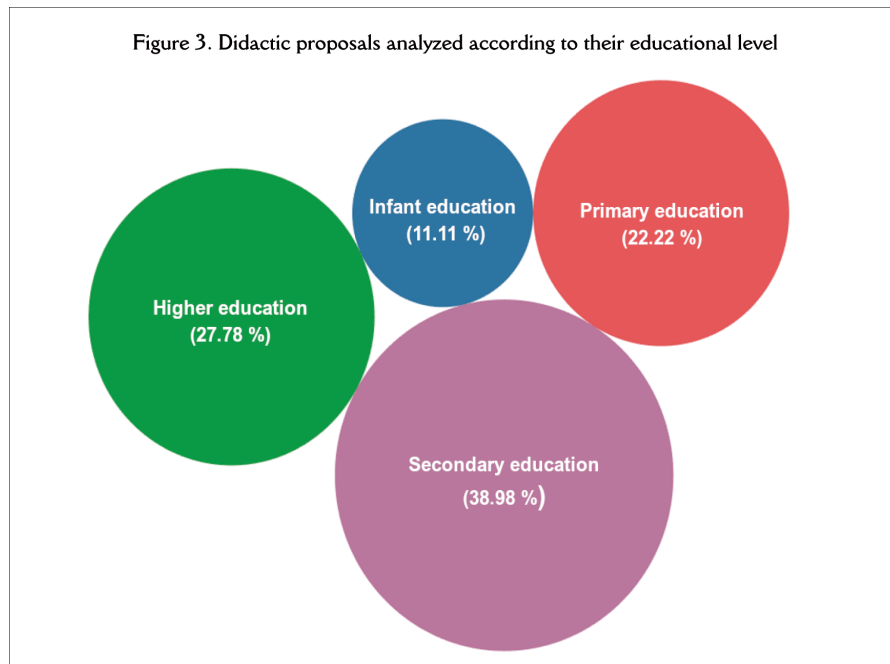 Figure 3. Didactic proposals analyzed according to their educational level
Infant education
(11.11 %)
Primary education
(22.22 %)
Higher education
(27.78 %)
Secondary education
(38.98 %)